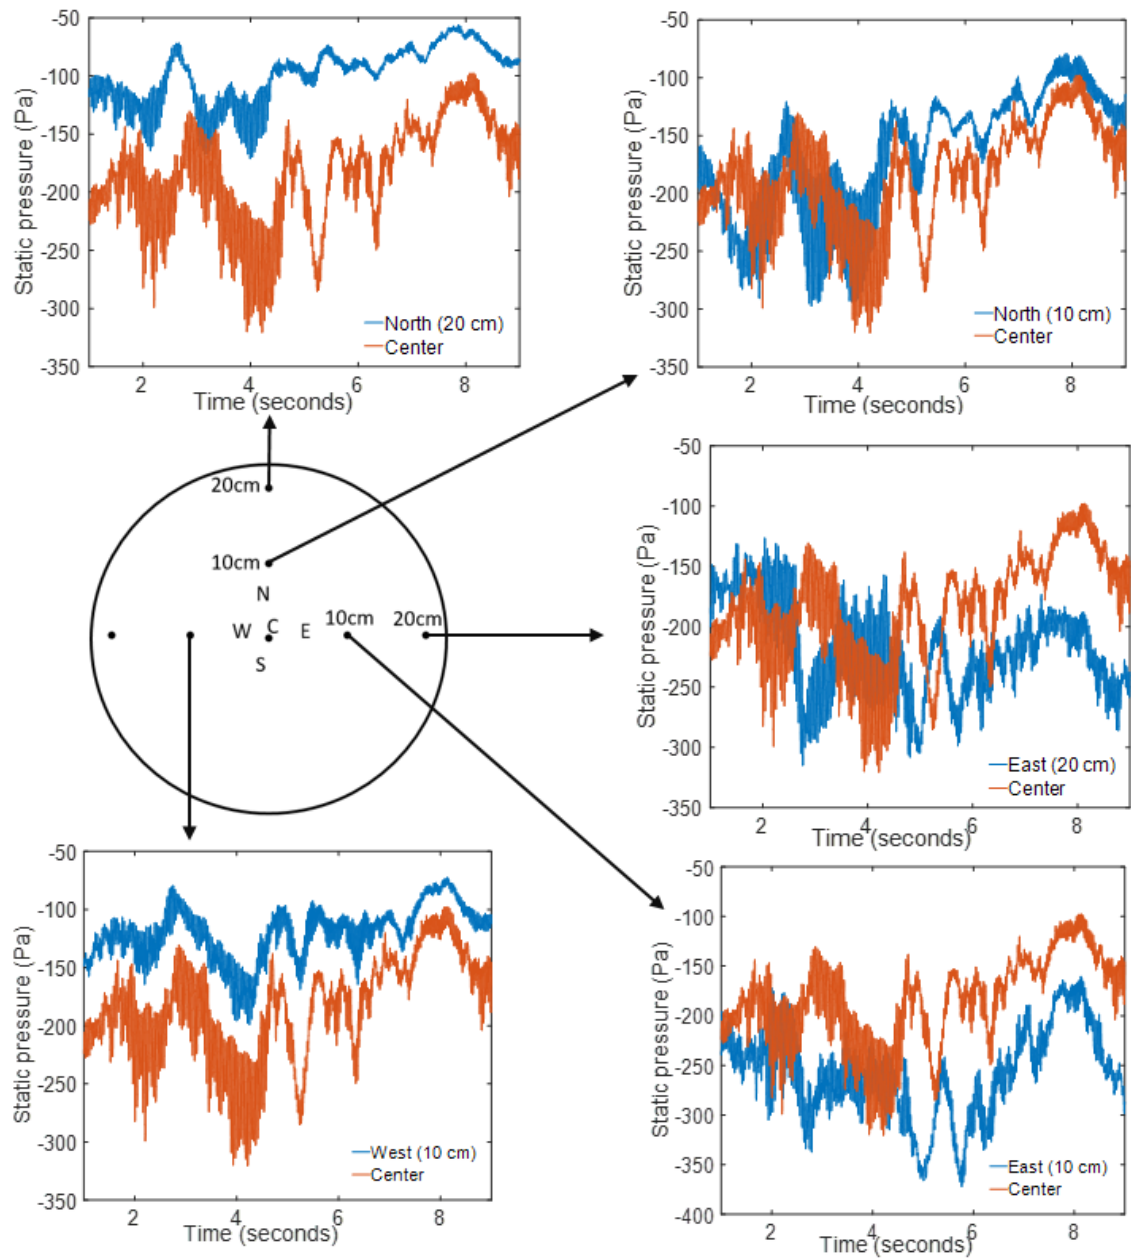 -50
-100
-150
-200
-250
-300
-350
Static pressure (Pa)
North (20 cm)
Center
2 4 6 8
Time (seconds)
-50
-100
-150
-200
-250
-300
-350
Static pressure (Pa)
North (10 cm)
Center
2 4 6 8
Time (seconds)
20cm
10cm
N
W C E 10cm 20cm
S
-50
-100
-150
-200
-250
-300
-350
Static pressure (Pa)
East (20 cm)
Center
2 4 6 8
Time (seconds)
-50
-100
-150
-200
-250
-300
-350
Static pressure (Pa)
West (10 cm)
Center
2 4 6 8
Time (seconds)
-50
-100
-150
-200
-250
-300
-350
-400
Static pressure (Pa)
East (10 cm)
Center
2 4 6 8
Time (seconds)